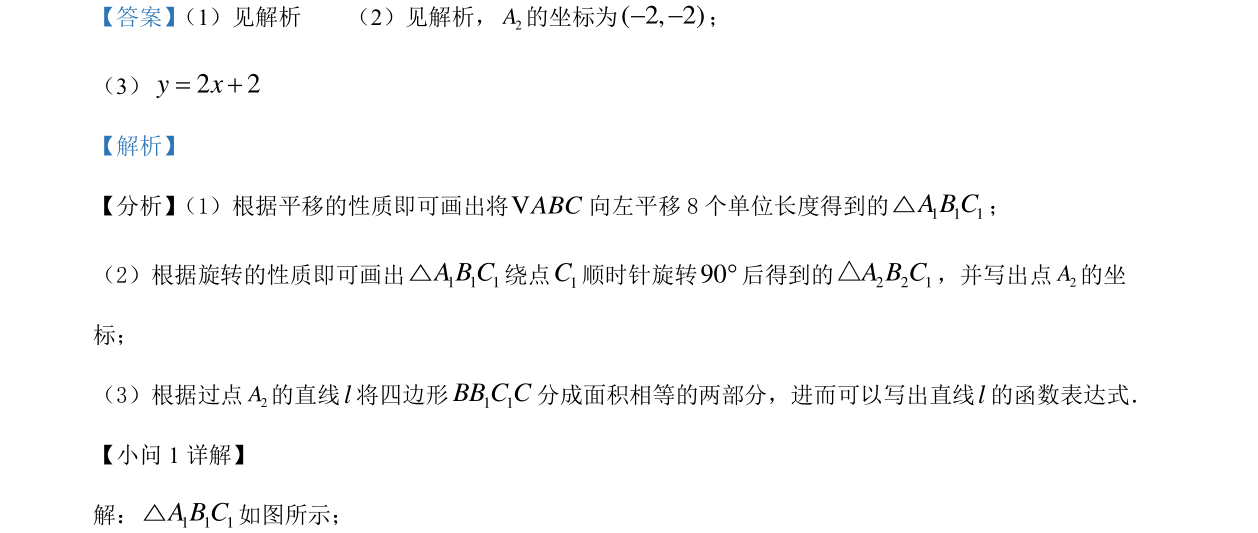 【答案】（1）见解析 （2）见解析，A₂的坐标为(−2,−2)；
（3）y = 2x + 2
【解析】
【分析】（1）根据平移的性质即可画出将VABC向左平移 8 个单位长度得到的△A₁B₁C₁；
（2）根据旋转的性质即可画出△A₁B₁C₁绕点C₁顺时针旋转90°后得到的△A₂B₂C₁，并写出点A₂的坐
标；
（3）根据过点A₂的直线l将四边形BB₁C₁C分成面积相等的两部分，进而可以写出直线l的函数表达式．
【小问 1 详解】
解：△A₁B₁C₁如图所示；